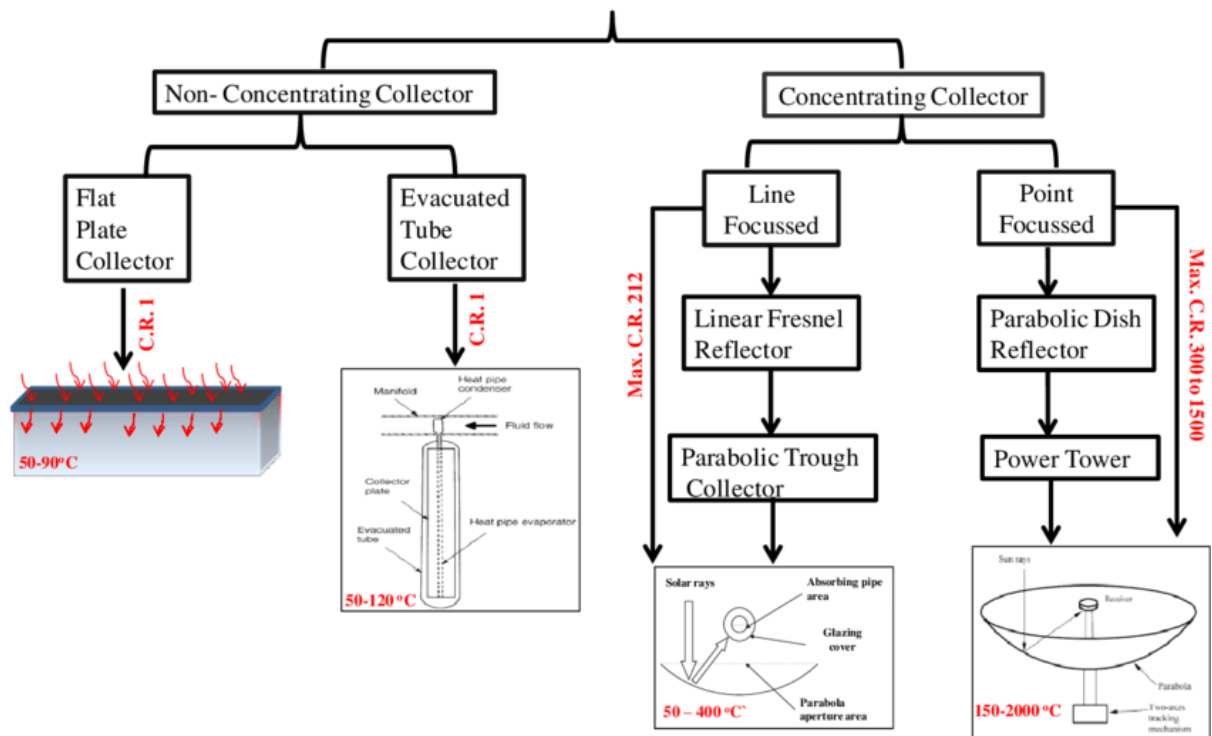 Non- Concentrating Collector
Concentrating Collector
Flat
Plate
Collector
Evacuated
Tube
Collector
Line
Focussed
Point
Focussed
C.R. 1
C.R. 1
Max. C.R. 212
Max. C.R. 3000 to 1500
Linear Fresnel
Reflector
Parabolic Dish
Reflector
Parabolic Trough
Collector
Power Tower
50-90°C
Heat pipe
condenser
Manifold
Fluid flow
Collector
plate
Heat pipe evaporator
Evacuated
tube
50-120 °C
Solar rays
Absorbing pipe
area
Glazing
cover
Parabola
aperture area
50 – 400 °C`
Sun rays
Receiver
Parabola
Two-axes
tracking
mechanism
150-2000 °C